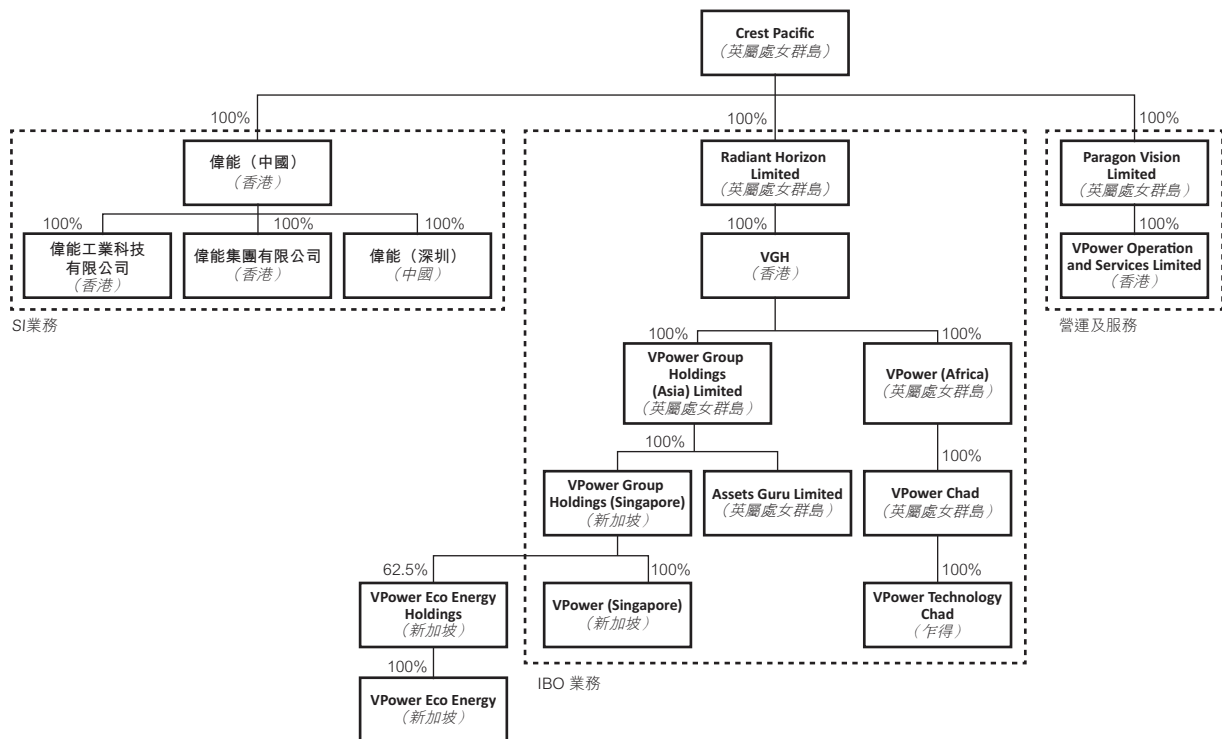 Crest Pacific
（英屬處女群島）
100%
100%
100%
偉能（中國）
（香港）
Radiant Horizon
Limited
（英屬處女群島）
Paragon Vision
Limited
（英屬處女群島）
100%
100%
100%
100%
100%
偉能工業科技
有限公司
（香港）
偉能集團有限公司
（香港）
偉能（深圳）
（中國）
VGH
（香港）
VPower Operation
and Services Limited
（香港）
SI業務
營運及服務
100%
100%
VPower Group
Holdings
(Asia) Limited
（英屬處女群島）
VPower (Africa)
（英屬處女群島）
100%
100%
VPower Group
Holdings (Singapore)
（新加坡）
Assets Guru Limited
（英屬處女群島）
VPower Chad
（英屬處女群島）
62.5%
100%
100%
VPower Eco Energy
Holdings
（新加坡）
VPower (Singapore)
（新加坡）
VPower Technology
Chad
（乍得）
100%
IBO 業務
VPower Eco Energy
（新加坡）